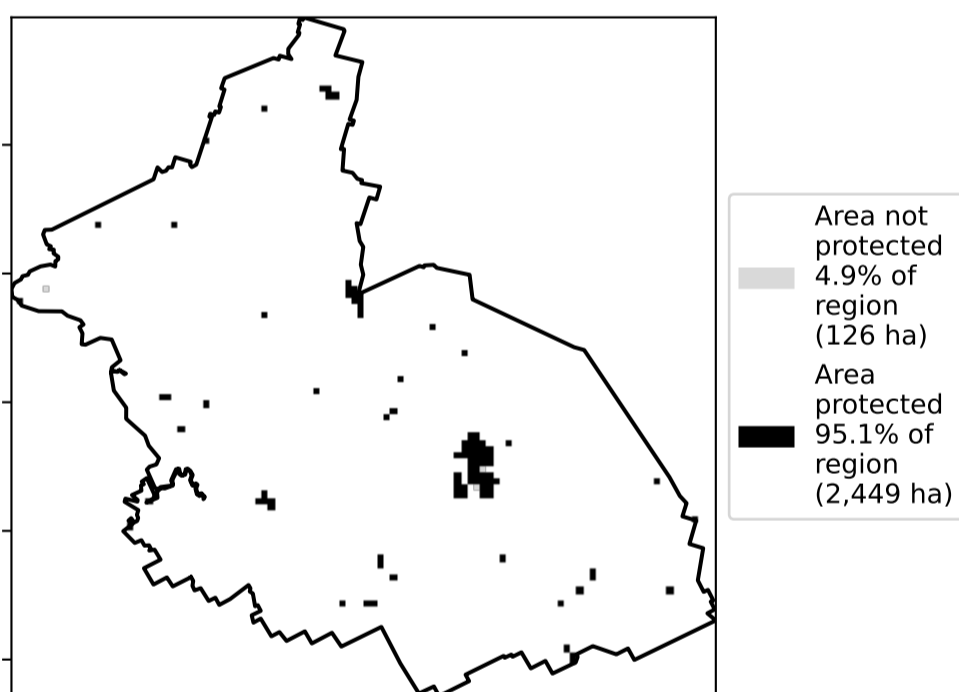 Area not
protected
4.9% of
region
(126 ha)
Area
protected
95.1% of
region
(2,449 ha)